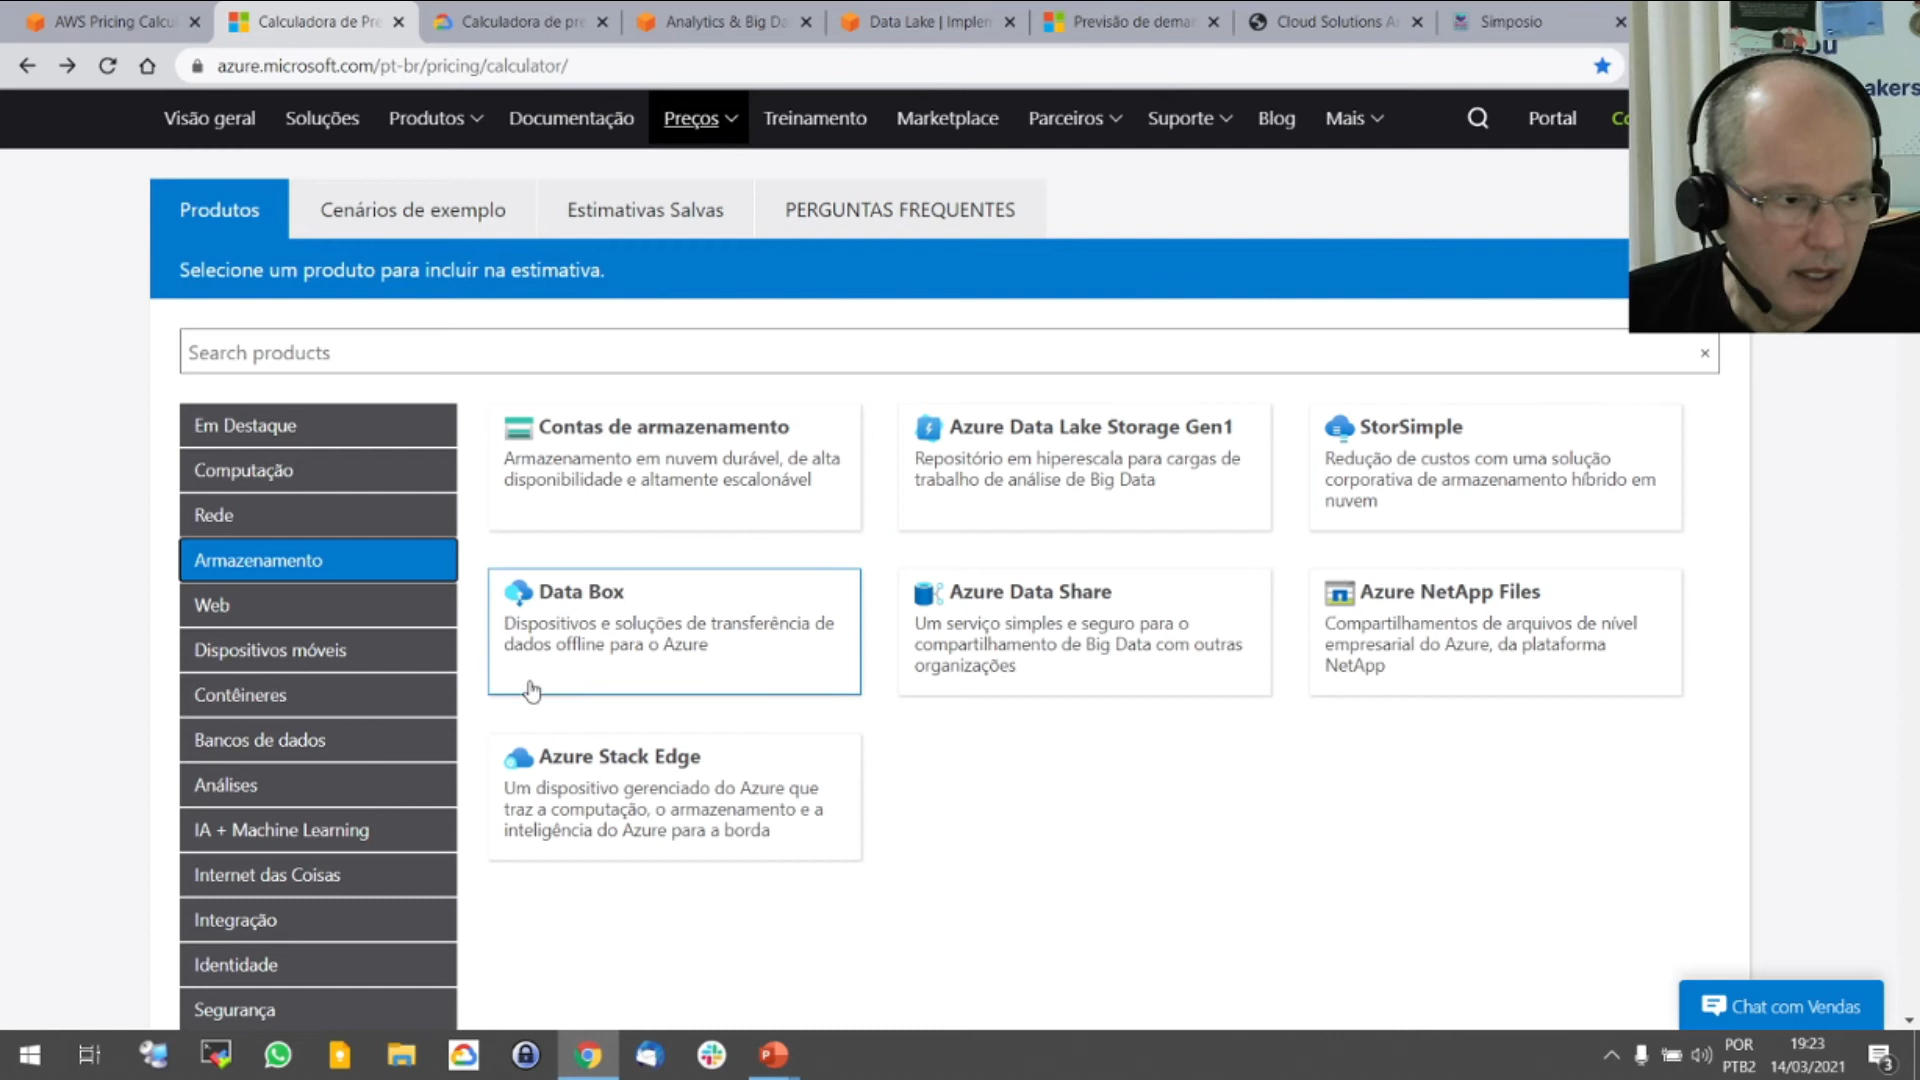 AWS Pricing Calcu
Calculadora de Pre
Calculadora de pre
Analytics & Big Da
Data Lake | Implen
Previsão de deman
Cloud Solutions A
Simposio
azure.microsoft.com/pt-br/pricing/calculator/
Visão geral
Soluções
Produtos
Documentação
Preços
Treinamento
Marketplace
Parceiros
Suporte
Blog
Mais
Portal
Co
ou
akers
Produtos
Cenários de exemplo
Estimativas Salvas
PERGUNTAS FREQUENTES
Selecione um produto para incluir na estimativa.
Search products
Em Destaque
Computação
Rede
Armazenamento
Web
Dispositivos móveis
Contêineres
Bancos de dados
Análises
IA + Machine Learning
Internet das Coisas
Integração
Identidade
Segurança
Contas de armazenamento
Armazenamento em nuvem durável, de alta
disponibilidade e altamente escalonável
Azure Data Lake Storage Gen1
Repositório em hiperescala para cargas de
trabalho de análise de Big Data
StorSimple
Redução de custos com uma solução
corporativa de armazenamento híbrido em
nuvem
Data Box
Dispositivos e soluções de transferência de
dados offline para o Azure
Azure Data Share
Um serviço simples e seguro para o
compartilhamento de Big Data com outras
organizações
Azure NetApp Files
Compartilhamentos de arquivos de nível
empresarial do Azure, da plataforma
NetApp
Azure Stack Edge
Um dispositivo gerenciado do Azure que
traz a computação, o armazenamento e a
inteligência do Azure para a borda
Chat com Vendas
POR
PTB2
19:23
14/03/2021
3